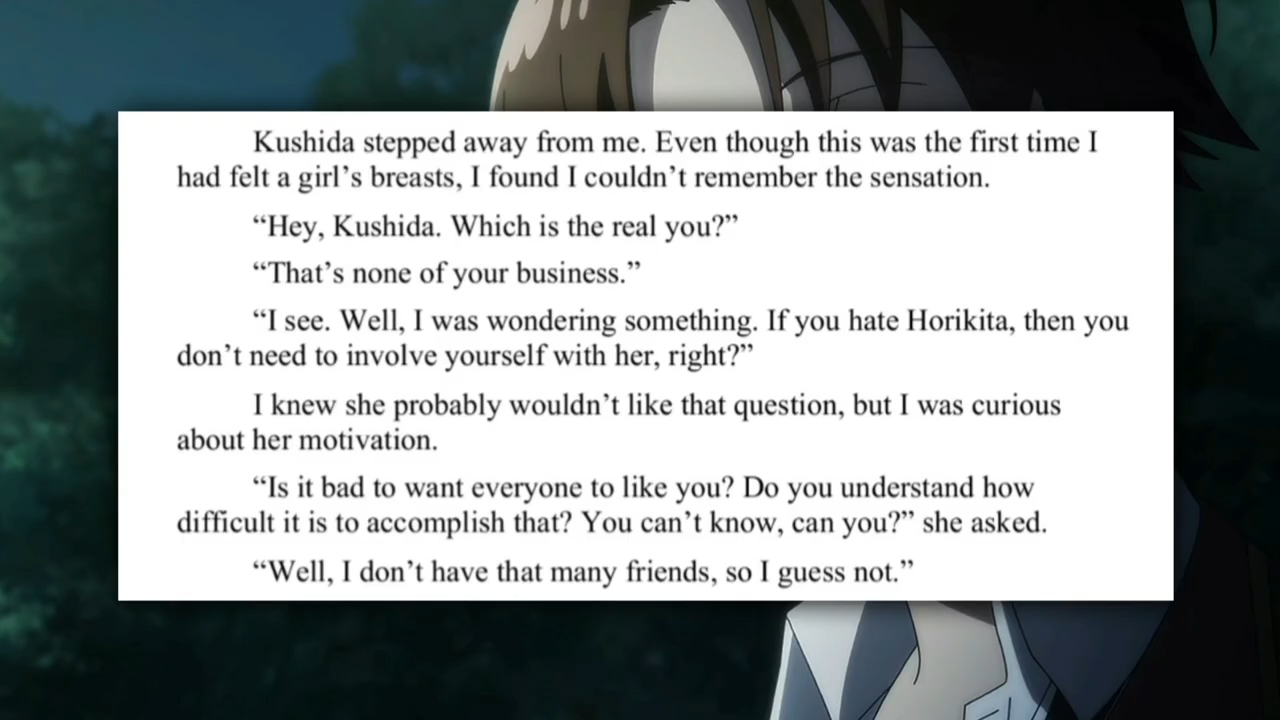 Kushida stepped away from me. Even though this was the first time I
had felt a girl’s breasts, I found I couldn’t remember the sensation.
“Hey, Kushida. Which is the real you?”
“That’s none of your business.”
“I see. Well, I was wondering something. If you hate Horikita, then you
don’t need to involve yourself with her, right?”
I knew she probably wouldn’t like that question, but I was curious
about her motivation.
“Is it bad to want everyone to like you? Do you understand how
difficult it is to accomplish that? You can’t know, can you?” she asked.
“Well, I don’t have that many friends, so I guess not.”